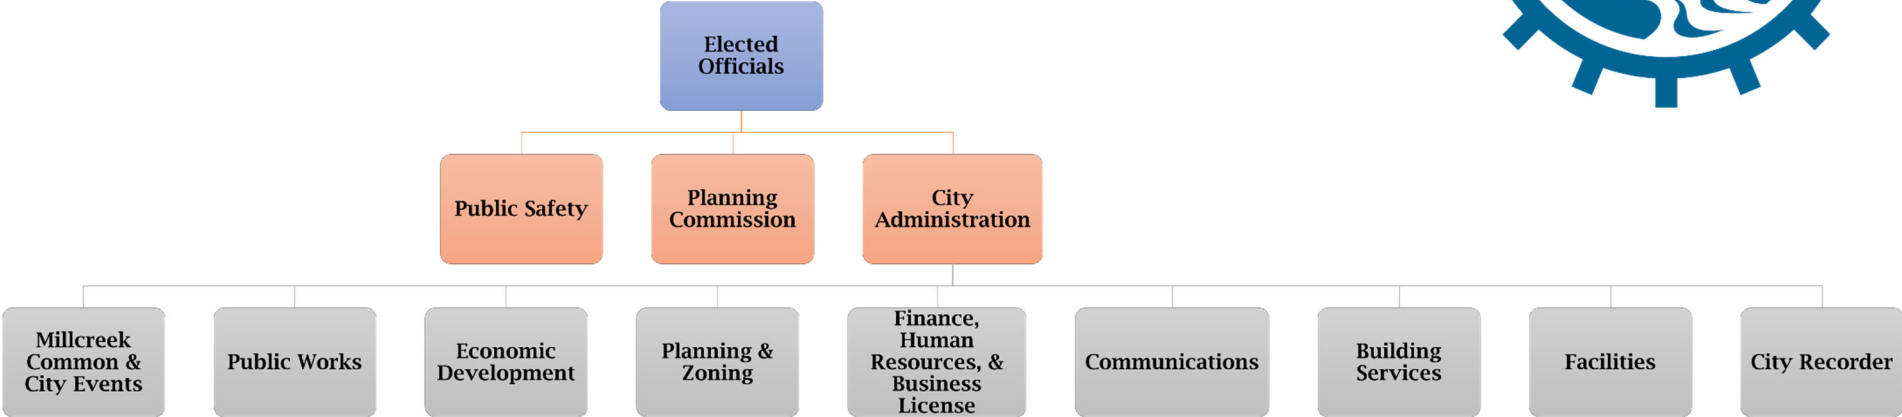 Elected
Officials
Public Safety
Planning
Commission
City
Administration
Millcreek
Common &
City Events
Public Works
Economic
Development
Planning &
Zoning
Finance,
Human
Resources, &
Business
License
Communications
Building
Services
Facilities
City Recorder